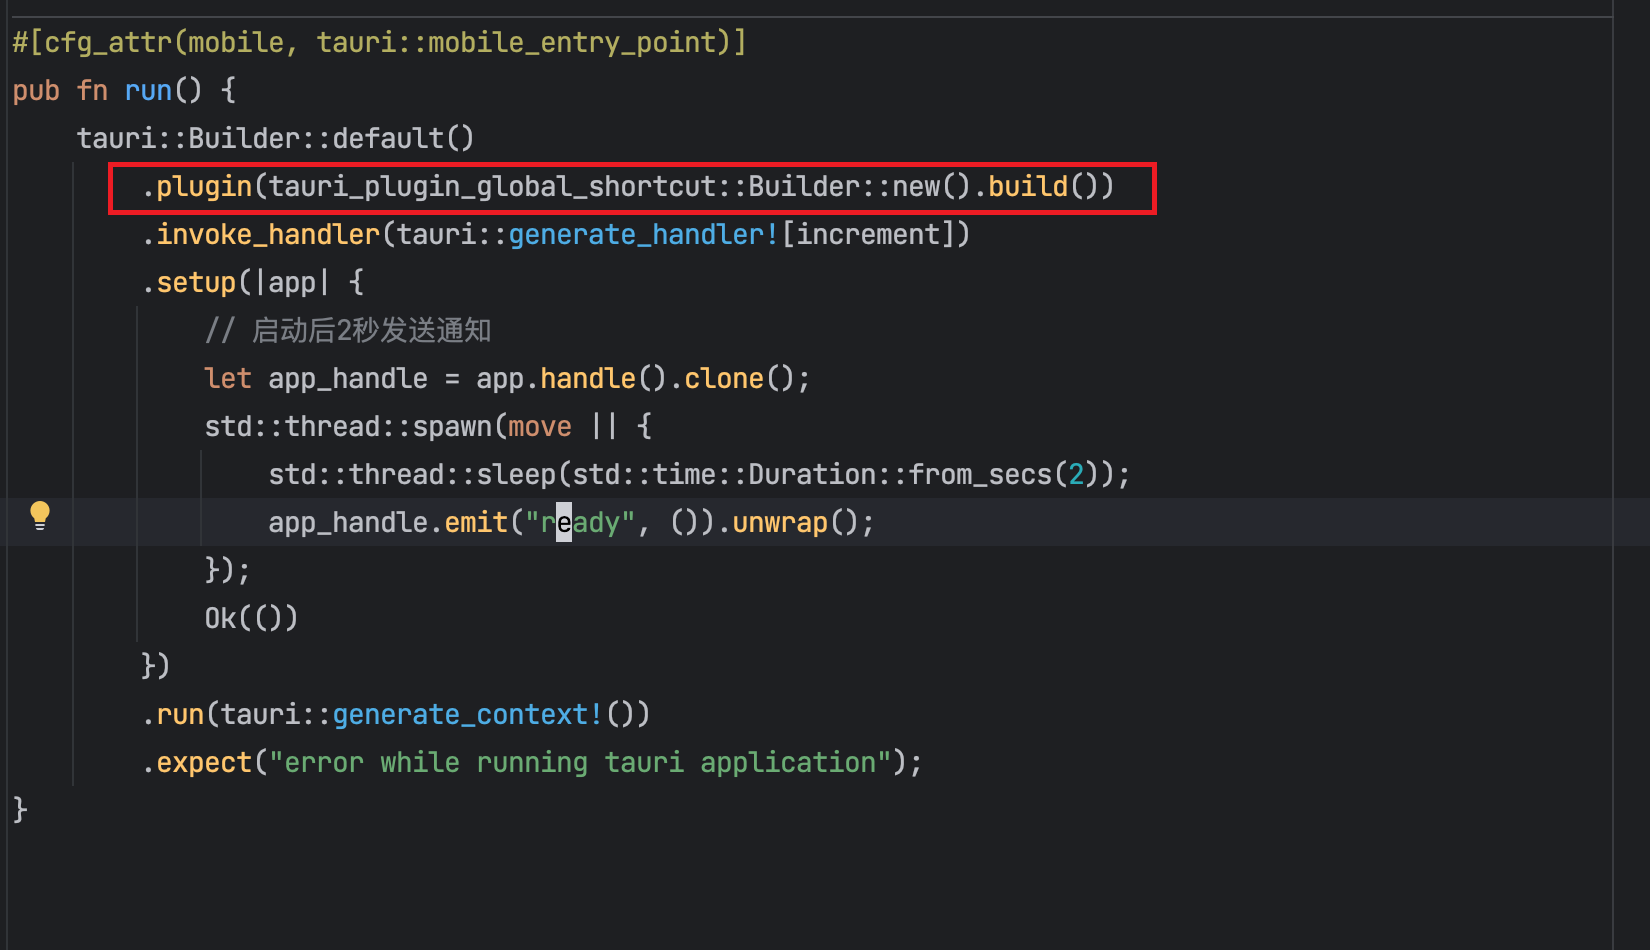 #[cfg_attr(mobile, tauri::mobile_entry_point)]
pub fn run() {
    tauri::Builder::default()
        .plugin(tauri_plugin_global_shortcut::Builder::new().build())
        .invoke_handler(tauri::generate_handler![increment])
        .setup(|app| {
            // 启动后2秒发送通知
            let app_handle = app.handle().clone();
            std::thread::spawn(move || {
                std::thread::sleep(std::time::Duration::from_secs(2));
                app_handle.emit("ready", ()).unwrap();
            });
            Ok(())
        })
        .run(tauri::generate_context!())
        .expect("error while running tauri application");
}